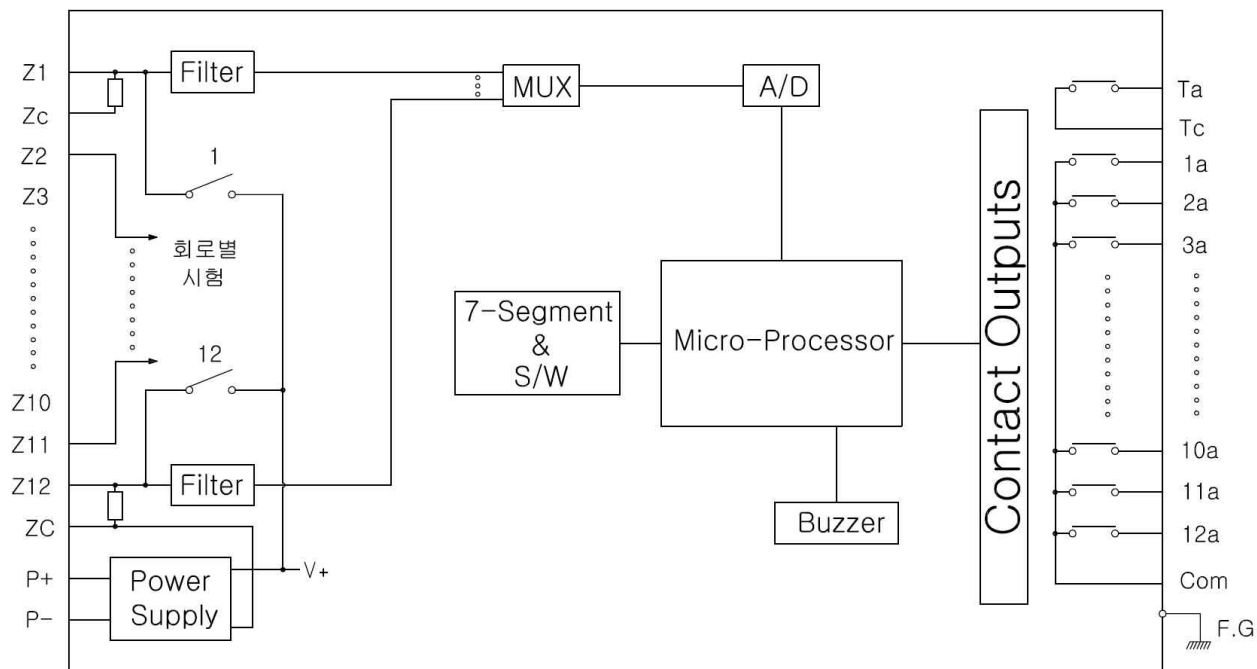 Z1
Zc
Z2
Z3
Z10
Z11
Z12
ZC
P+
P-
Filter
1
회로별
시험
12
Filter
Power
Supply
V+
MUX
A/D
7-Segment
&
S/W
Micro-Processor
Buzzer
Contact Outputs
Ta
Tc
1a
2a
3a
10a
11a
12a
Com
F.G